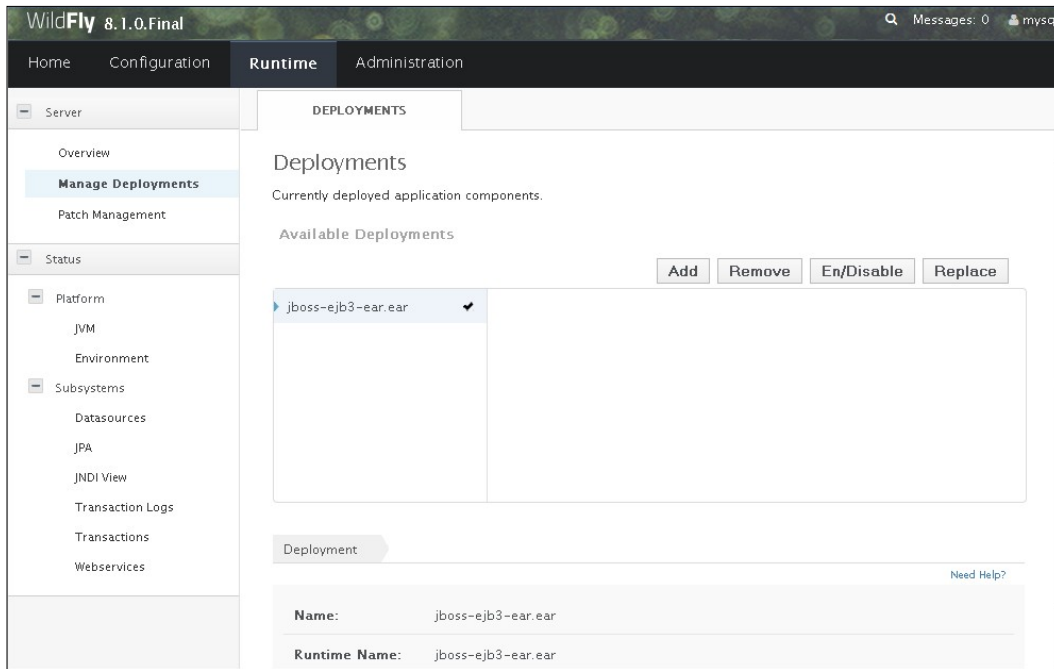 WildFly 8.1.0.Final
Messages: 0 mysq
Home Configuration Runtime Administration
Server
Overview
Manage Deployments
Patch Management
Status
Platform
JVM
Environment
Subsystems
Datasources
JPA
JNDI View
Transaction Logs
Transactions
Webservices
DEPLOYMENTS
Deployments
Currently deployed application components.
Available Deployments
Add Remove En/Disable Replace
jboss-ejb3-ear.ear
Deployment
Need Help?
Name: jboss-ejb3-ear.ear
Runtime Name: jboss-ejb3-ear.ear